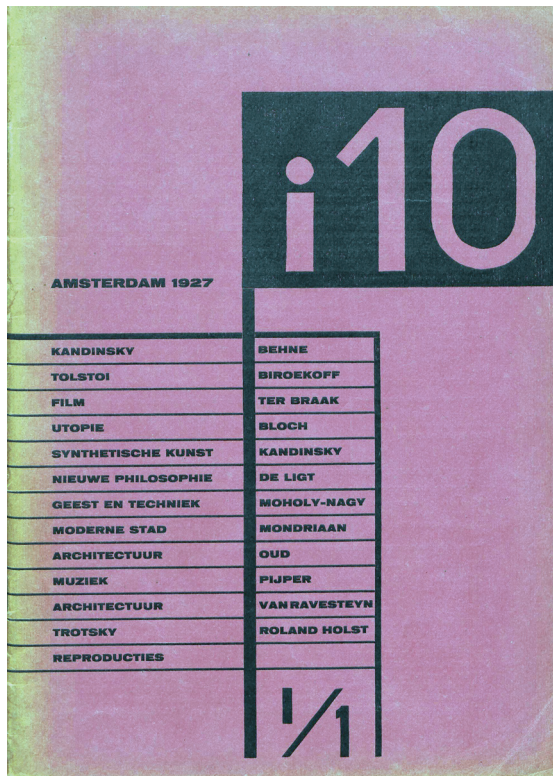 i10
AMSTERDAM 1927
KANDINSKY BEHNE
TOLSTOI BIROEKOFF
FILM TER BRAAK
UTOPIE BLOCH
SYNTHETISCHE KUNST KANDINSKY
NIEUWE PHILOSOPHIE DE LIGT
GEEST EN TECHNIEK MOHOLY-NAGY
MODERNE STAD MONDRIAAN
ARCHITECTUUR OUD
MUZIEK PIJPER
ARCHITECTUUR VAN RAVESTEYN
TROTSKY ROLAND HOLST
REPRODUCTIES
1/1